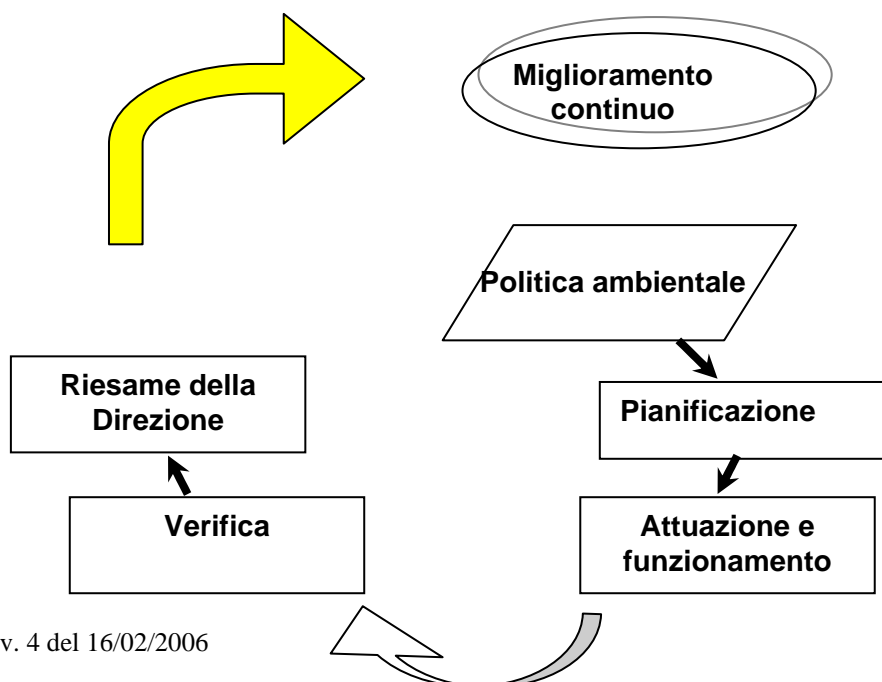 Miglioramento
continuo
Politica ambientale
Riesame della
Direzione
Pianificazione
Verifica
Attuazione e
funzionamento
v. 4 del 16/02/2006